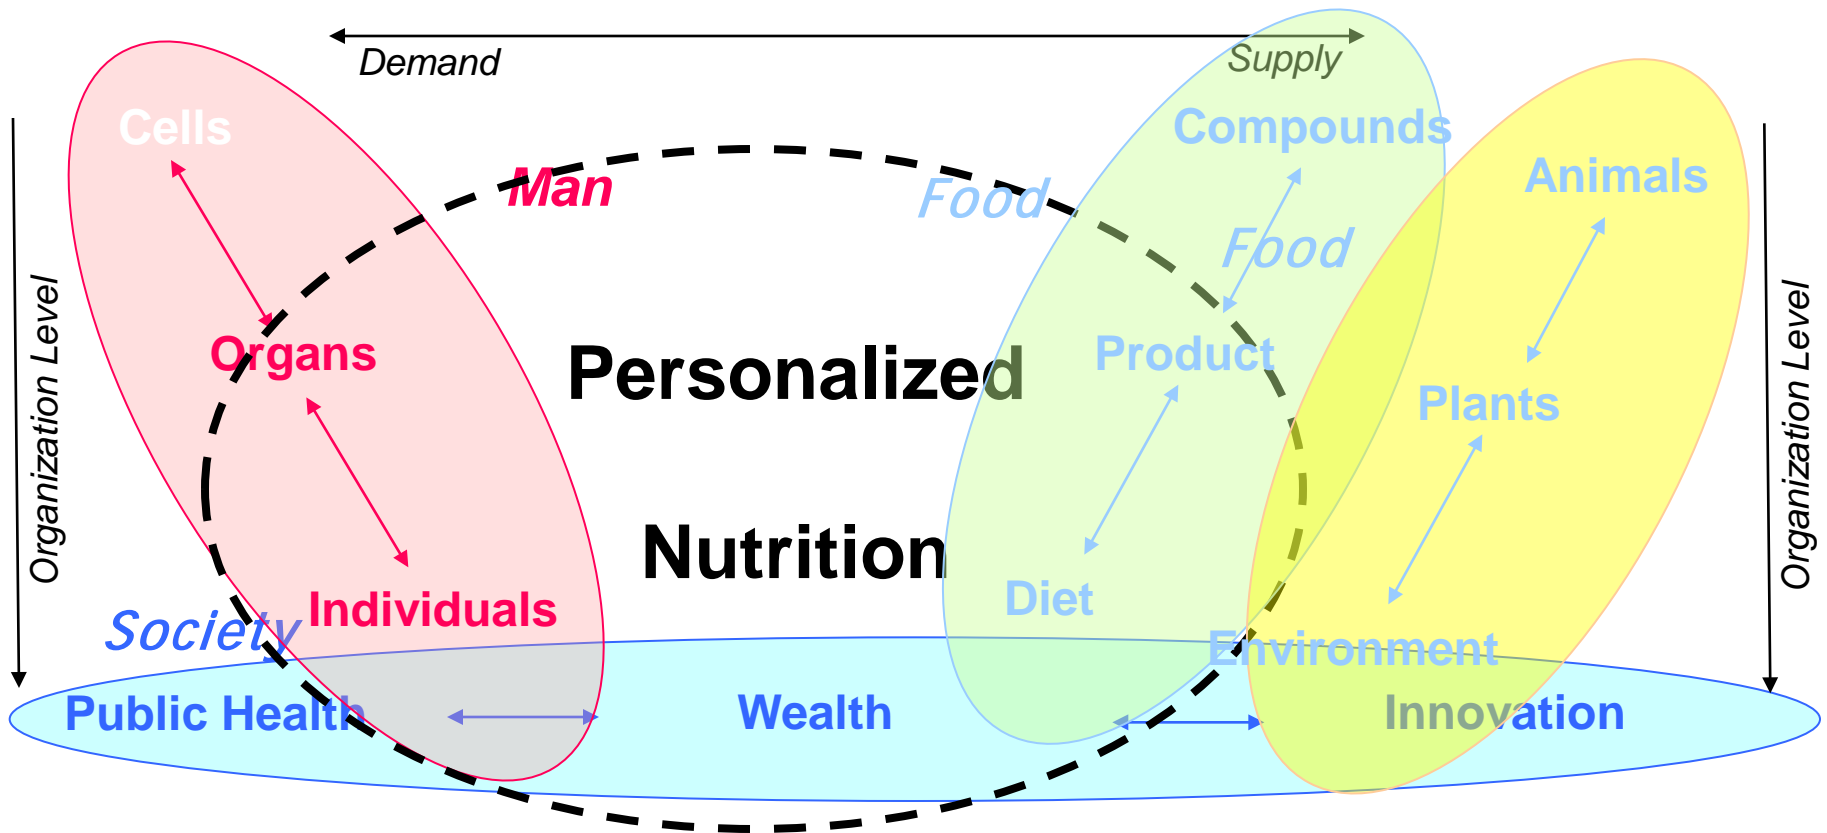 Demand
Supply
Cells
Compounds
Man
Food
Animals
Food
Organization Level
Organization Level
Organs
Personalized
Product
Plants
Nutrition
Individuals
Diet
Society
Environment
Public Health
Wealth
Innovation